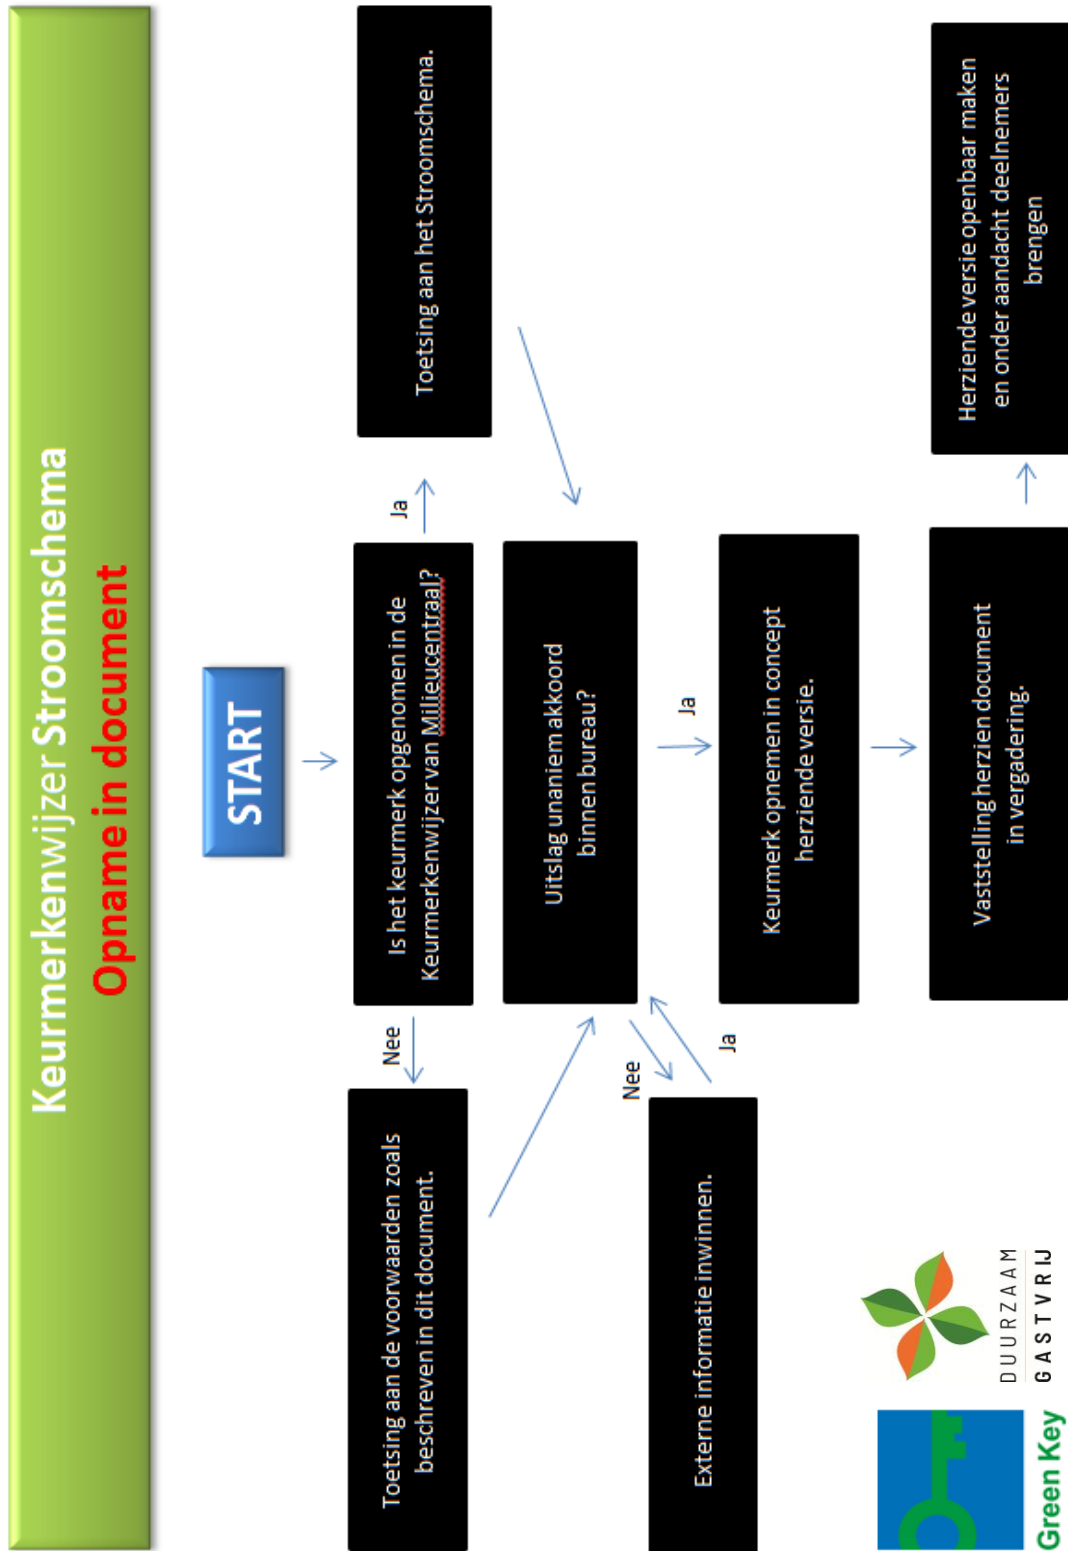 Keurmerkenwijzer Stroomschema
Opname in document
START
Is het keurmerk opgenomen in de
Keurmerkenwijzer van Milieucentraal?
Nee
Ja
Toetsing aan de voorwaarden zoals
beschreven in dit document.
Toetsing aan het Stroomschema.
Uitslag unaniem akkoord
binnen bureau?
Nee
Ja
Externe informatie inwinnen.
Ja
Keurmerk opnemen in concept
herziende versie.
Vaststelling herzien document
in vergadering.
Herziende versie openbaar maken
en onder aandacht deelnemers
brengen
Green Key
DUURZAAM
GASTVRIJ